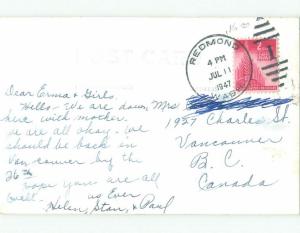 POST CARD
REDMOND
4 PM
JUL 11
1947
WASH.
Dear Erma & Girls.
Hello - We are down
here with mother.
we are all okay. We
should be back in
Vancouver by the
26th
hope you are all
well.
as Ever
Helen, Stan, & Paul
Mrs
1957 Charles St.
Vancouver
B. C.
Canada